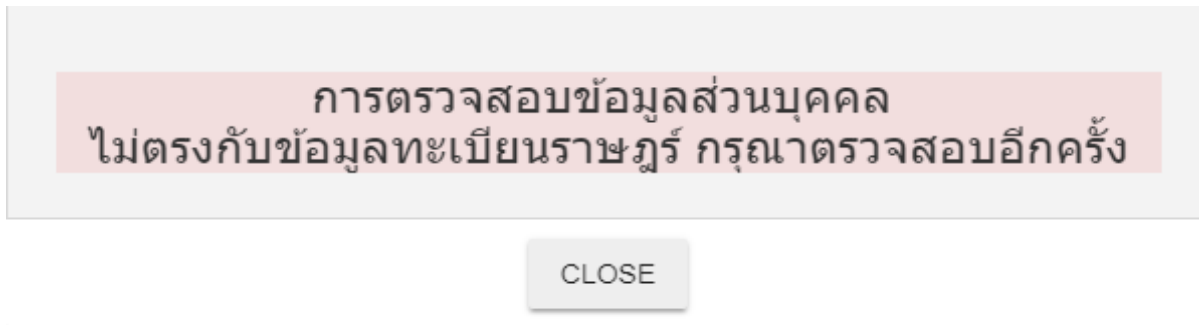 การตรวจสอบข้อมูลส่วนบุคคล
ไม่ตรงกับข้อมูลทะเบียนราษฎร์ กรุณาตรวจสอบอีกครั้ง
CLOSE